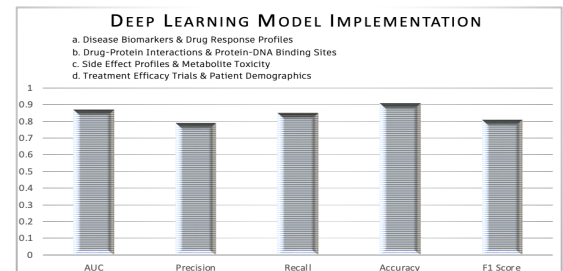 DEEP LEARNING MODEL IMPLEMENTATION
a. Disease Biomarkers & Drug Response Profiles
b. Drug-Protein Interactions & Protein-DNA Binding Sites
c. Side Effect Profiles & Metabolite Toxicity
d. Treatment Efficacy Trials & Patient Demographics
1
0.9
0.8
0.7
0.6
0.5
0.4
0.3
0.2
0.1
0
AUC Precision Recall Accuracy F1 Score